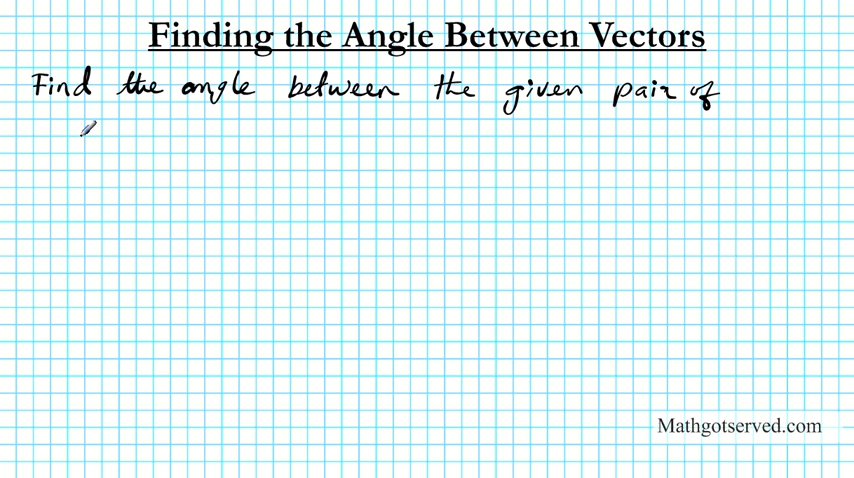 Finding the Angle Between Vectors
Find the angle between the given pair of
Mathgotserved.com